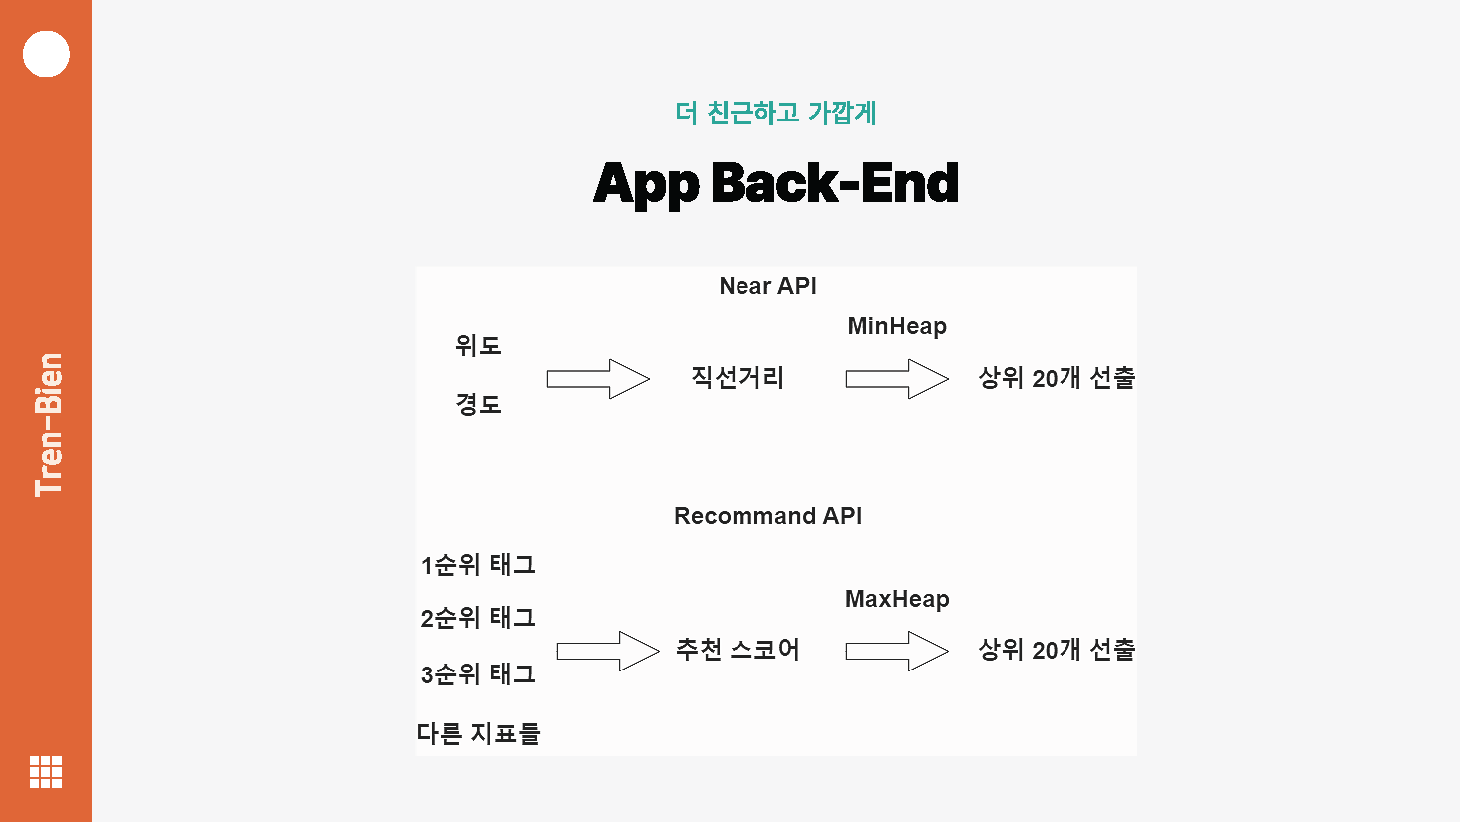 더 친근하고 가깝게
App Back-End
Tren-Bien
Near API
위도
경도
직선거리
MinHeap
상위 20개 선출
Recommand API
1순위 태그
2순위 태그
3순위 태그
다른 지표들
추천 스코어
MaxHeap
상위 20개 선출